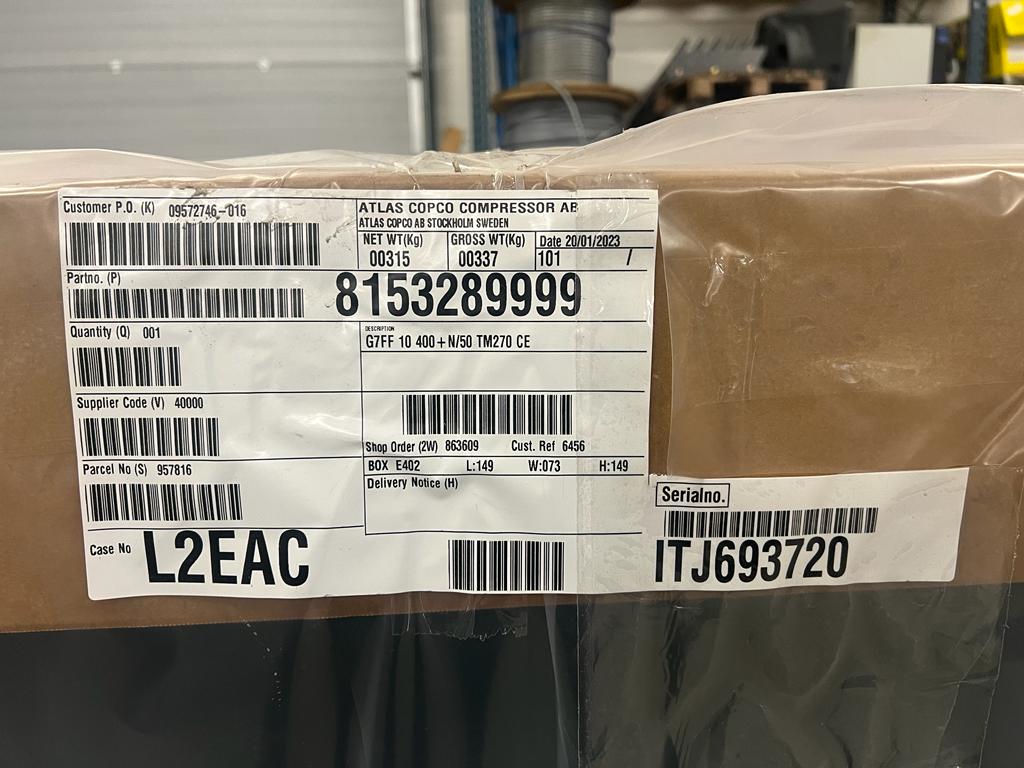 Customer P.O. (K) 09572746-016
ATLAS COPCO COMPRESSOR AB
ATLAS COPCO AB STOCKHOLM SWEDEN
NET WT(Kg) GROSS WT(Kg) Date 20/01/2023
00315 00337 101 /
Partno. (P)
8153289999
Quantity (Q) 001
DESCRIPTION
G7FF 10 400+N/50 TM270 CE
Supplier Code (V) 40000
Shop Order (2W) 863609 Cust. Ref 6456
Parcel No (S) 957816
BOX E402 L:149 W:073 H:149
Delivery Notice (H)
Case No L2EAC
Serialno.
ITJ693720